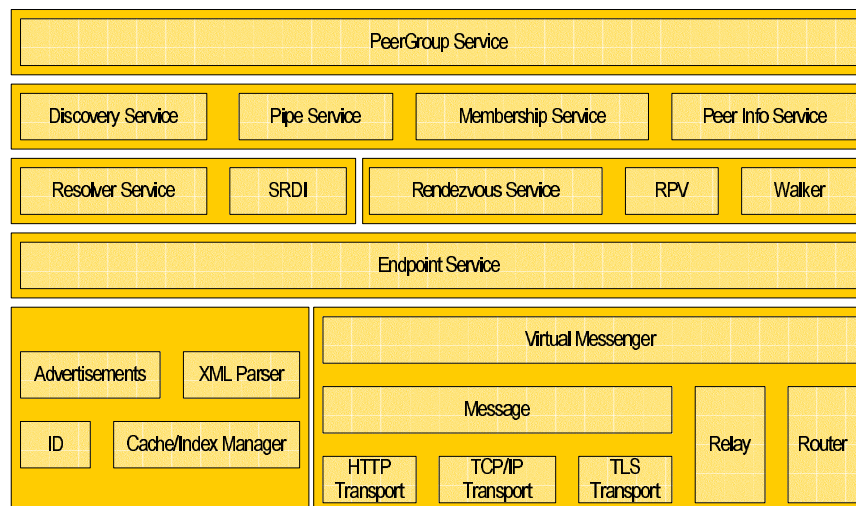 PeerGroup Service
Discovery Service
Pipe Service
Membership Service
Peer Info Service
Resolver Service
SRDI
Rendezvous Service
RPV
Walker
Endpoint Service
Advertisements
XML Parser
ID
Cache/Index Manager
Virtual Messenger
Message
Relay
Router
HTTP
Transport
TCP/IP
Transport
TLS
Transport